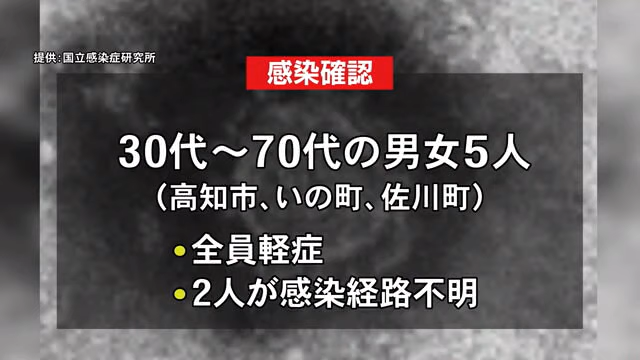 提供:国立感染症研究所
感染確認
30代～70代の男女5人
(高知市、いの町、佐川町)
•全員軽症
•2人が感染経路不明